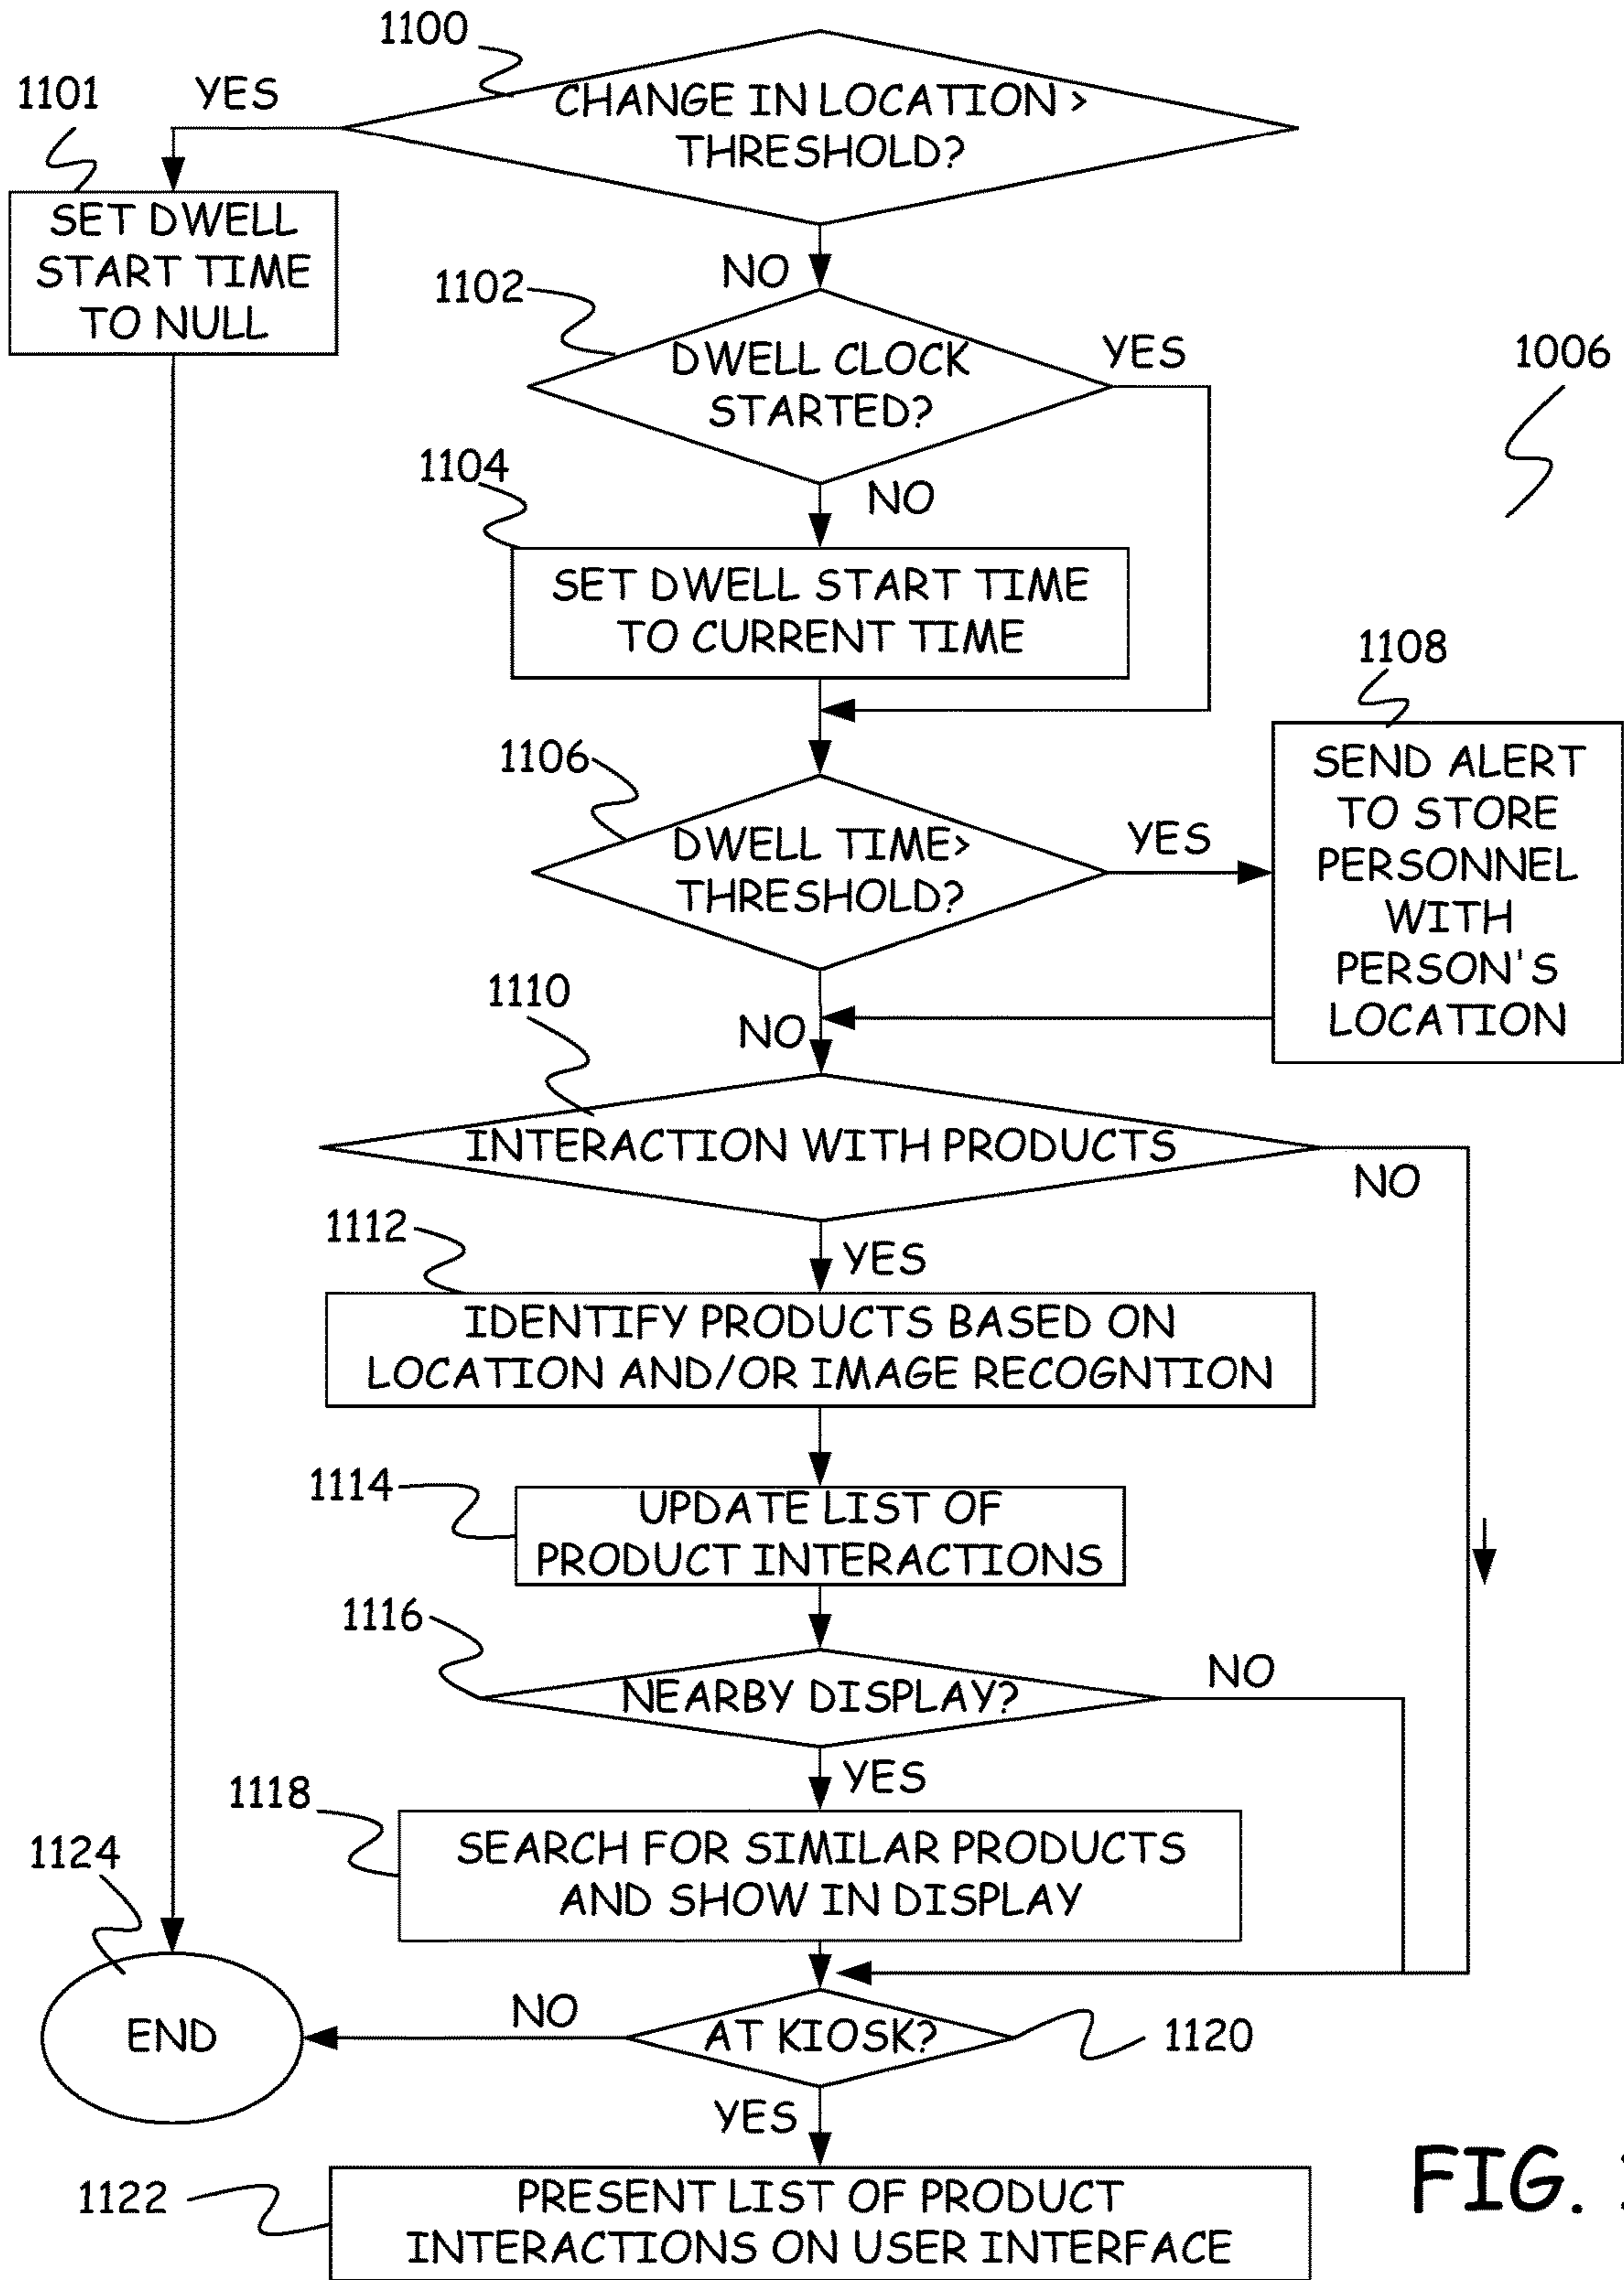 1100
CHANGE IN LOCATION >
THRESHOLD?
YES
1101
SET DWELL
START TIME
TO NULL
NO
1102
DWELL CLOCK
STARTED?
YES
1006
NO
1104
SET DWELL START TIME
TO CURRENT TIME
1106
DWELL TIME>
THRESHOLD?
YES
1108
SEND ALERT
TO STORE
PERSONNEL
WITH
PERSON'S
LOCATION
NO
1110
INTERACTION WITH PRODUCTS
NO
YES
1112
IDENTIFY PRODUCTS BASED ON
LOCATION AND/OR IMAGE RECOGNTION
1114
UPDATE LIST OF
PRODUCT INTERACTIONS
1116
NEARBY DISPLAY?
NO
YES
1118
SEARCH FOR SIMILAR PRODUCTS
AND SHOW IN DISPLAY
1124
END
NO
AT KIOSK?
1120
YES
1122
PRESENT LIST OF PRODUCT
INTERACTIONS ON USER INTERFACE
FIG.